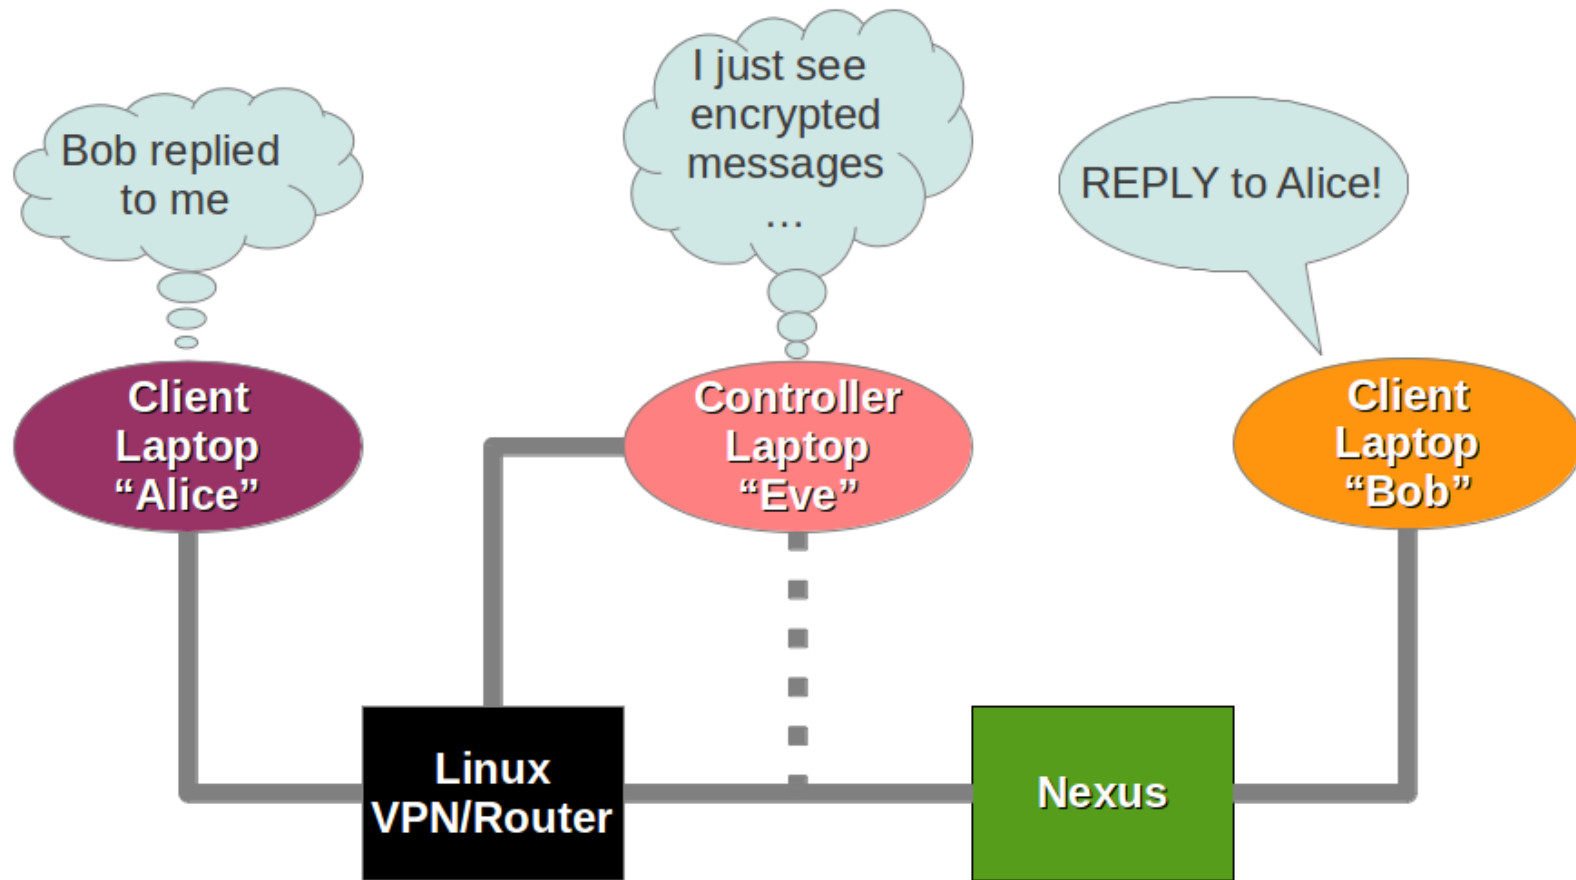 Bob replied
to me
I just see
encrypted
messages
...
REPLY to Alice!
Client
Laptop
“Alice”
Controller
Laptop
“Eve”
Client
Laptop
“Bob”
Linux
VPN/Router
Nexus